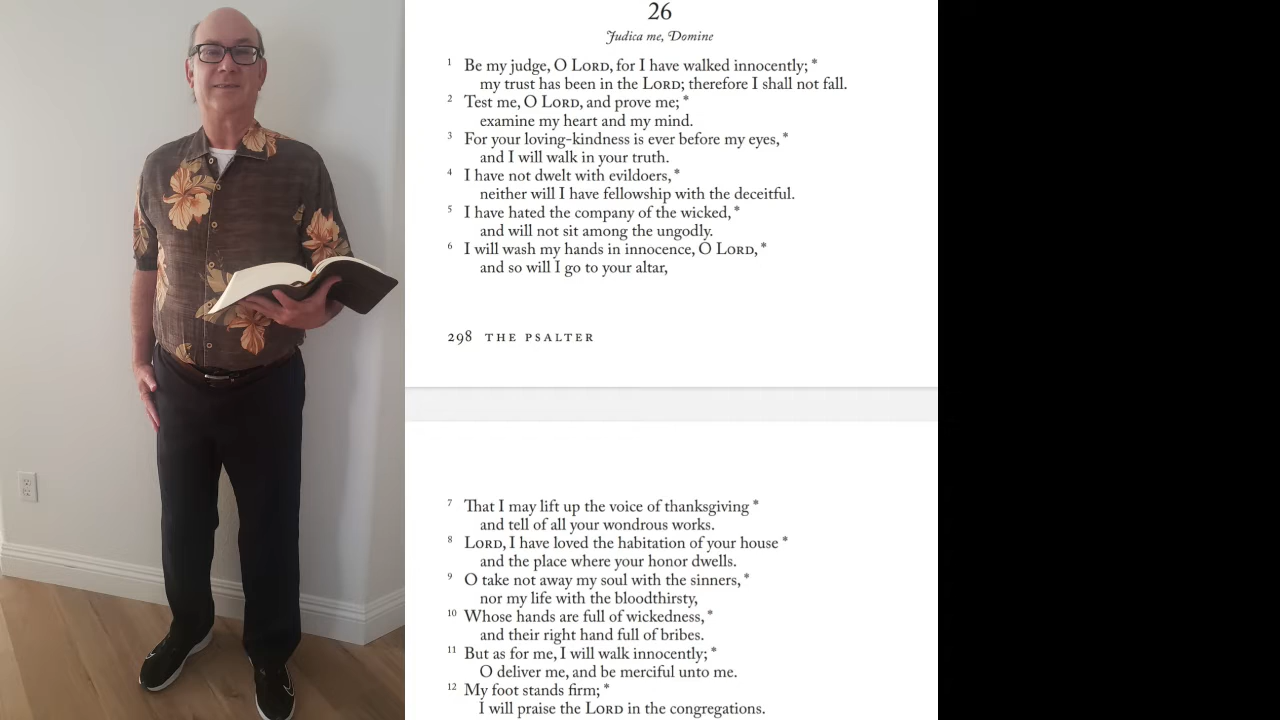 26
Judica me, Domine
1 Be my judge, O LORD, for I have walked innocently; *
my trust has been in the LORD; therefore I shall not fall.
2 Test me, O LORD, and prove me; *
examine my heart and my mind.
3 For your loving-kindness is ever before my eyes, *
and I will walk in your truth.
4 I have not dwelt with evildoers, *
neither will I have fellowship with the deceitful.
5 I have hated the company of the wicked, *
and will not sit among the ungodly.
6 I will wash my hands in innocence, O LORD, *
and so will I go to your altar,
298 THE PSALTER
7 That I may lift up the voice of thanksgiving *
and tell of all your wondrous works.
8 LORD, I have loved the habitation of your house *
and the place where your honor dwells.
9 O take not away my soul with the sinners, *
nor my life with the bloodthirsty,
10 Whose hands are full of wickedness, *
and their right hand full of bribes.
11 But as for me, I will walk innocently; *
O deliver me, and be merciful unto me.
12 My foot stands firm; *
I will praise the LORD in the congregations.